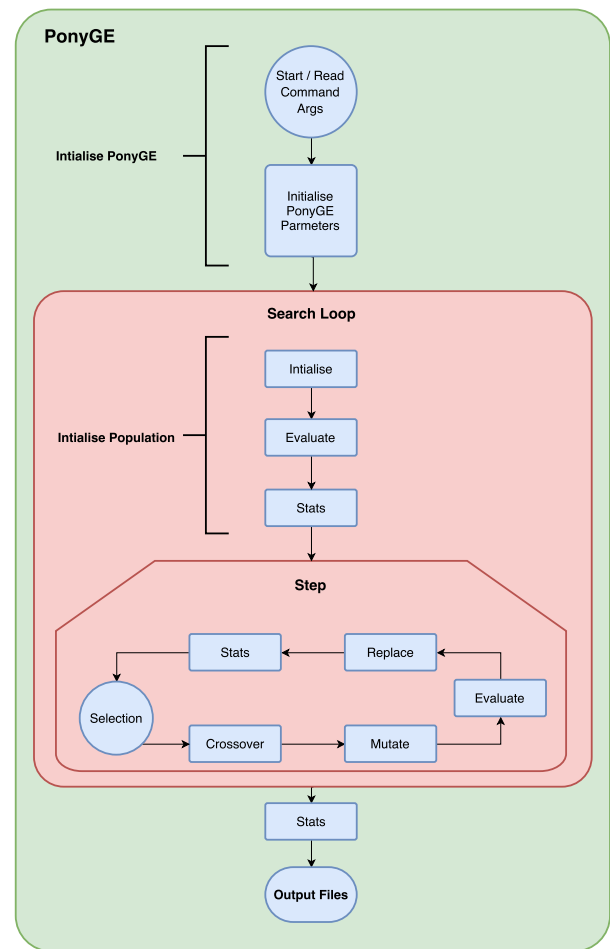 PonyGE
Start / Read
Command
Args
Intialise PonyGE
Initialise
PonyGE
Parmeters
Search Loop
Intialise
Intialise Population
Evaluate
Stats
Step
Stats
Replace
Evaluate
Selection
Crossover
Mutate
Stats
Output Files